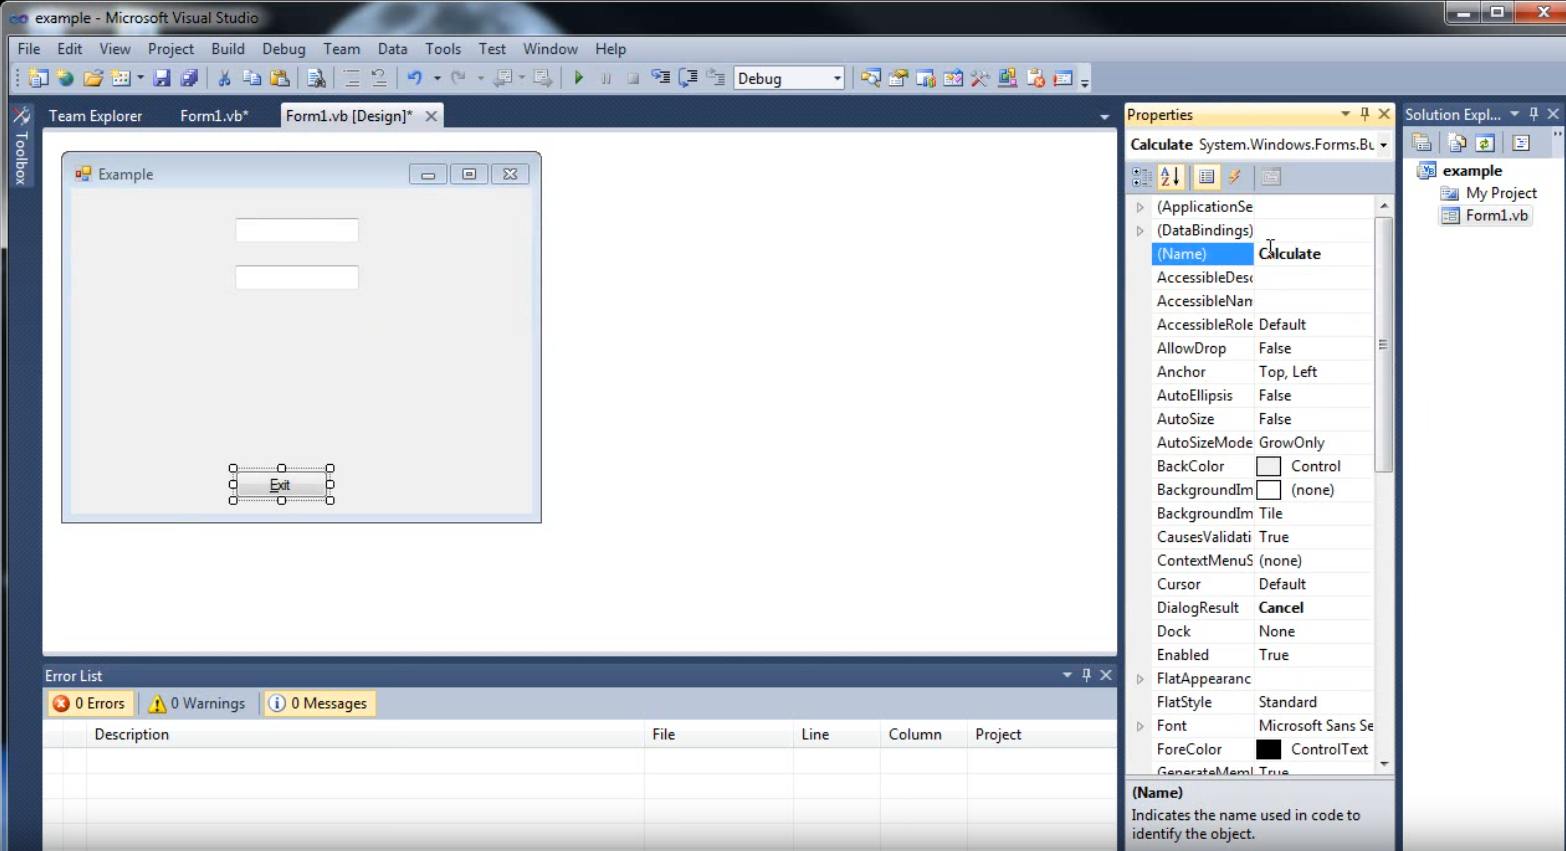 example - Microsoft Visual Studio
File Edit View Project Build Debug Team Data Tools Test Window Help
Debug
Toolbox
Team Explorer Form1.vb* Form1.vb [Design]*
Example
Exit
Error List
0 Errors 0 Warnings 0 Messages
Description File Line Column Project
Properties
Calculate System.Windows.Forms.Bu
(ApplicationSe
(DataBindings)
(Name) Calculate
AccessibleDesc
AccessibleNam
AccessibleRole Default
AllowDrop False
Anchor Top, Left
AutoEllipsis False
AutoSize False
AutoSizeMode GrowOnly
BackColor Control
BackgroundIm (none)
BackgroundIm Tile
CausesValidati True
ContextMenuS (none)
Cursor Default
DialogResult Cancel
Dock None
Enabled True
FlatAppearanc
FlatStyle Standard
Font Microsoft Sans Se
ForeColor ControlText
GenerateMeml True
(Name)
Indicates the name used in code to
identify the object.
Solution Expl...
example
My Project
Form1.vb